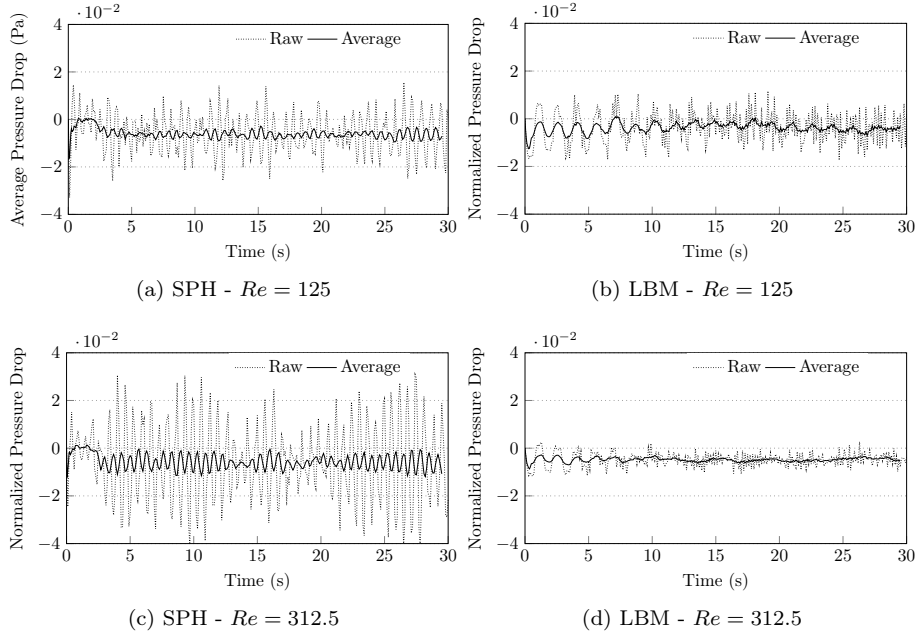 ·10−2
Average Pressure Drop (Pa)
Raw Average
4
2
0
−2
−4
0 5 10 15 20 25 30
Time (s)
(a) SPH - Re = 125
·10−2
Normalized Pressure Drop
Raw Average
4
2
0
−2
−4
0 5 10 15 20 25 30
Time (s)
(b) LBM - Re = 125
·10−2
Normalized Pressure Drop
Raw Average
4
2
0
−2
−4
0 5 10 15 20 25 30
Time (s)
(c) SPH - Re = 312.5
·10−2
Normalized Pressure Drop
Raw Average
4
2
0
−2
−4
0 5 10 15 20 25 30
Time (s)
(d) LBM - Re = 312.5